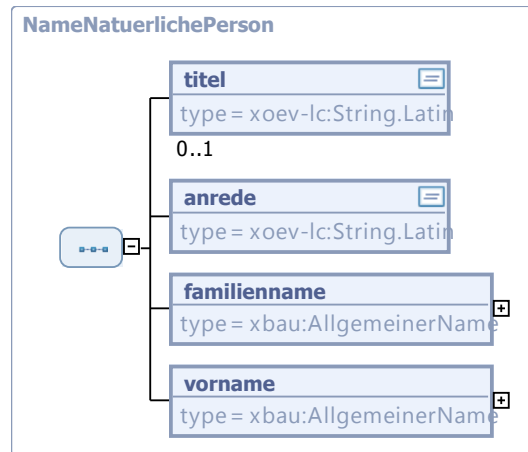 NameNatuerlichePerson
titel
type = xoev-lc:String.Latin
0..1
anrede
type = xoev-lc:String.Latin
familienname
type = xbau:AllgemeinerName
vorname
type = xbau:AllgemeinerName